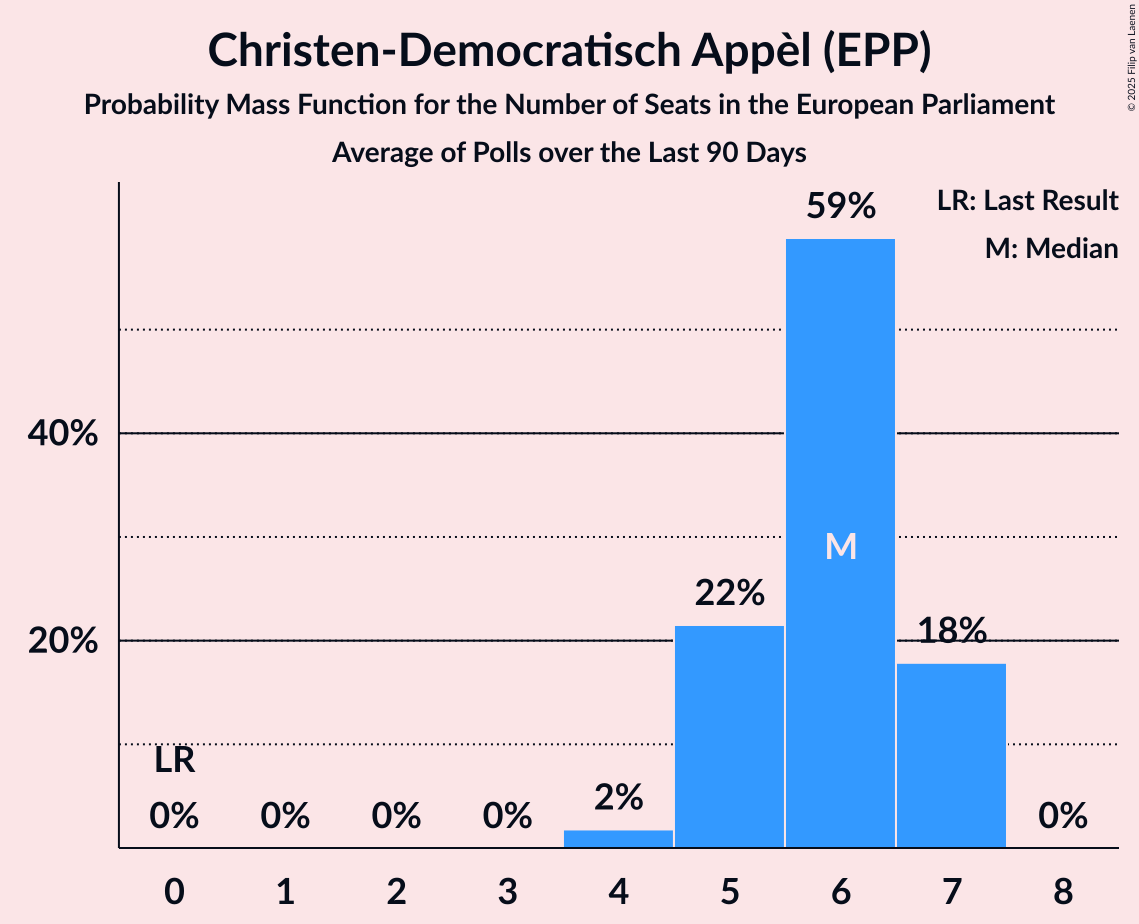 Christen-Democratisch Appèl (EPP)
Probability Mass Function for the Number of Seats in the European Parliament
Average of Polls over the Last 90 Days
© 2025 Filip van Laenen
LR: Last Result
M: Median
59%
40%
M
22%
20%
18%
LR
0%
0%
0%
0%
2%
0%
0 1 2 3 4 5 6 7 8